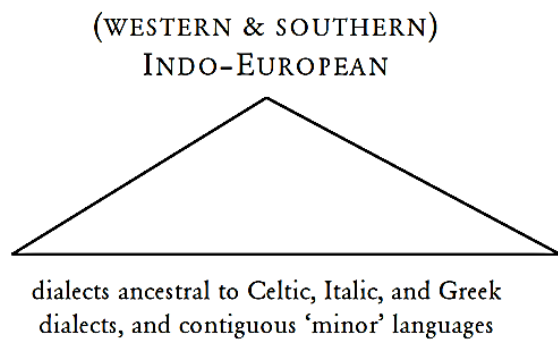 (WESTERN & SOUTHERN)
INDO-EUROPEAN
dialects ancestral to Celtic, Italic, and Greek
dialects, and contiguous ‘minor’ languages